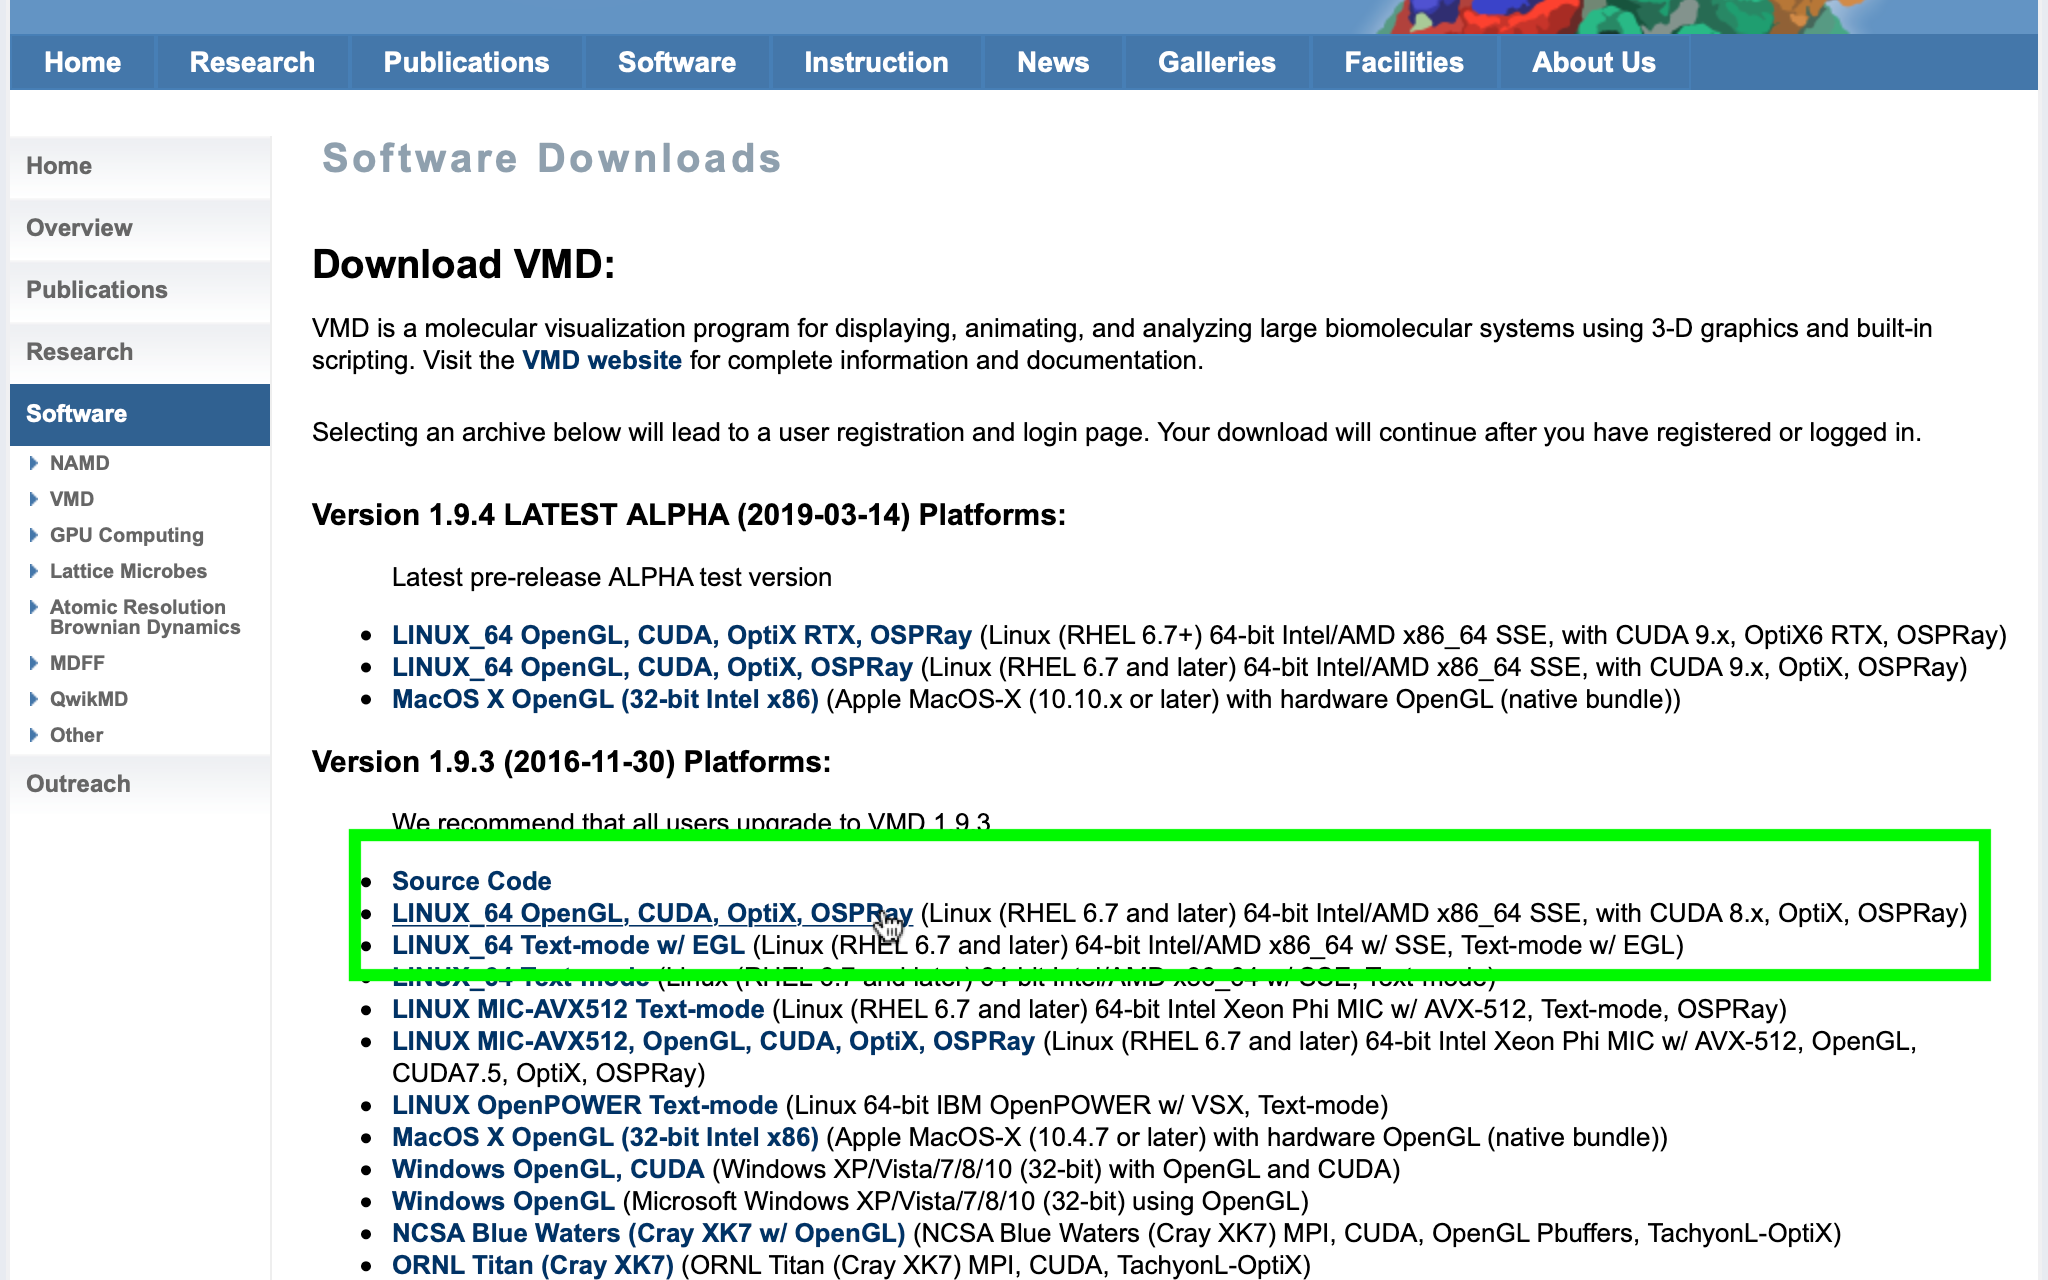 Home Research Publications Software Instruction News Galleries Facilities About Us
Home
Overview
Publications
Research
Software
NAMD
VMD
GPU Computing
Lattice Microbes
Atomic Resolution
Brownian Dynamics
MDFF
QwikMD
Other
Outreach
Software Downloads
Download VMD:
VMD is a molecular visualization program for displaying, animating, and analyzing large biomolecular systems using 3-D graphics and built-in
scripting. Visit the VMD website for complete information and documentation.
Selecting an archive below will lead to a user registration and login page. Your download will continue after you have registered or logged in.
Version 1.9.4 LATEST ALPHA (2019-03-14) Platforms:
Latest pre-release ALPHA test version
LINUX_64 OpenGL, CUDA, OptiX RTX, OSPRay (Linux (RHEL 6.7+) 64-bit Intel/AMD x86_64 SSE, with CUDA 9.x, OptiX6 RTX, OSPRay)
LINUX_64 OpenGL, CUDA, OptiX, OSPRay (Linux (RHEL 6.7 and later) 64-bit Intel/AMD x86_64 SSE, with CUDA 9.x, OptiX, OSPRay)
MacOS X OpenGL (32-bit Intel x86) (Apple MacOS-X (10.10.x or later) with hardware OpenGL (native bundle))
Version 1.9.3 (2016-11-30) Platforms:
We recommend that all users upgrade to VMD 1.9.3
Source Code
LINUX_64 OpenGL, CUDA, OptiX, OSPRay (Linux (RHEL 6.7 and later) 64-bit Intel/AMD x86_64 SSE, with CUDA 8.x, OptiX, OSPRay)
LINUX_64 Text-mode w/ EGL (Linux (RHEL 6.7 and later) 64-bit Intel/AMD x86_64 w/ SSE, Text-mode w/ EGL)
LINUX_64 Text-mode (Linux (RHEL 6.7 and later) 64-bit Intel/AMD x86_64 w/ SSE, Text-mode)
LINUX MIC-AVX512 Text-mode (Linux (RHEL 6.7 and later) 64-bit Intel Xeon Phi MIC w/ AVX-512, Text-mode, OSPRay)
LINUX MIC-AVX512, OpenGL, CUDA, OptiX, OSPRay (Linux (RHEL 6.7 and later) 64-bit Intel Xeon Phi MIC w/ AVX-512, OpenGL,
CUDA7.5, OptiX, OSPRay)
LINUX OpenPOWER Text-mode (Linux 64-bit IBM OpenPOWER w/ VSX, Text-mode)
MacOS X OpenGL (32-bit Intel x86) (Apple MacOS-X (10.4.7 or later) with hardware OpenGL (native bundle))
Windows OpenGL, CUDA (Windows XP/Vista/7/8/10 (32-bit) with OpenGL and CUDA)
Windows OpenGL (Microsoft Windows XP/Vista/7/8/10 (32-bit) using OpenGL)
NCSA Blue Waters (Cray XK7 w/ OpenGL) (NCSA Blue Waters (Cray XK7) MPI, CUDA, OpenGL Pbuffers, TachyonL-OptiX)
ORNL Titan (Cray XK7) (ORNL Titan (Cray XK7) MPI, CUDA, TachyonL-OptiX)